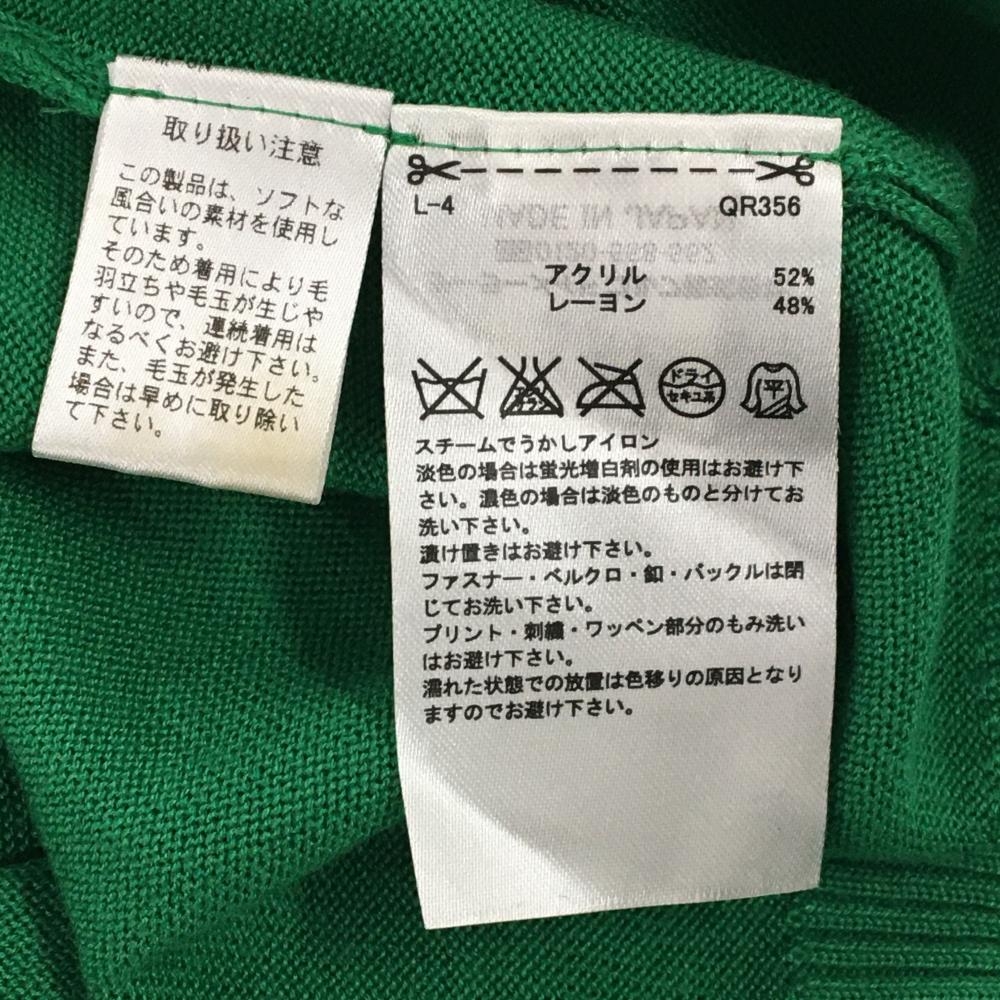 取り扱い注意
この製品は、ソフトな
風合いの素材を使用し
ています。
そのため着用により毛
羽立ちや毛玉が生じや
すいので、連続着用は
なるべくお避け下さい。
また、毛玉が発生した
場合は早めに取り除い
て下さい。
L-4 QR356
MADE IN JAPAN
アクリル 52%
レーヨン 48%
エンソ サラシ
ドライ
セキユ系
平
スチームでうかしアイロン
淡色の場合は蛍光増白剤の使用はお避け下
さい。濃色の場合は淡色のものと分けてお
洗い下さい。
漬け置きはお避け下さい。
ファスナー・ベルクロ・釦・バックルは閉
じてお洗い下さい。
プリント・刺繍・ワッペン部分のもみ洗い
はお避け下さい。
濡れた状態での放置は色移りの原因となり
ますのでお避け下さい。